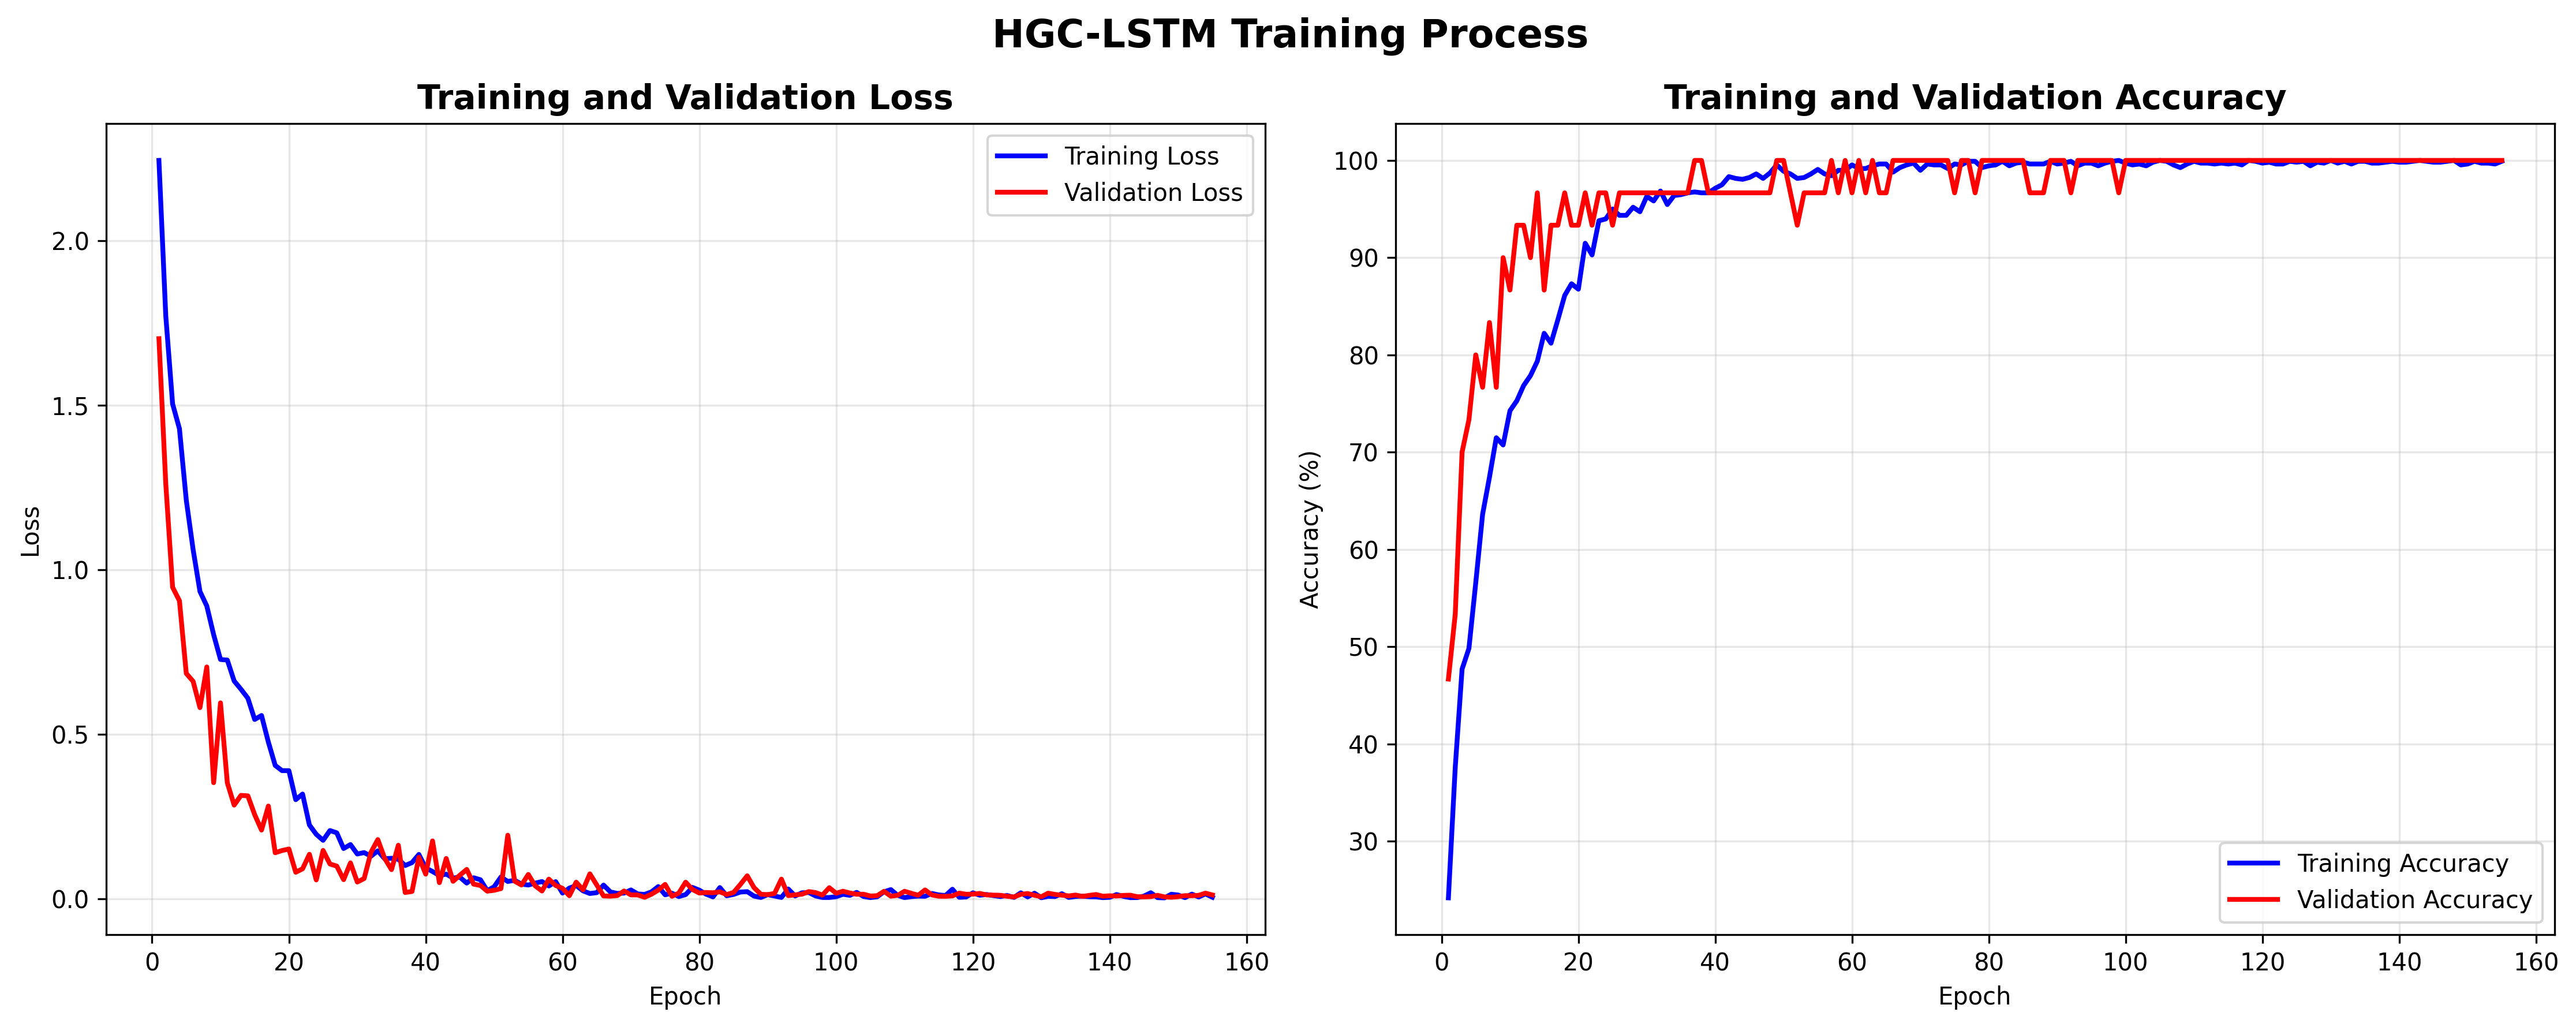 HGC-LSTM Training Process
Training and Validation Loss
Training Loss
Validation Loss
Loss
2.0
1.5
1.0
0.5
0.0
0 20 40 60 80 100 120 140 160
Epoch
Training and Validation Accuracy
Accuracy (%)
100
90
80
70
60
50
40
30
Training Accuracy
Validation Accuracy
0 20 40 60 80 100 120 140 160
Epoch